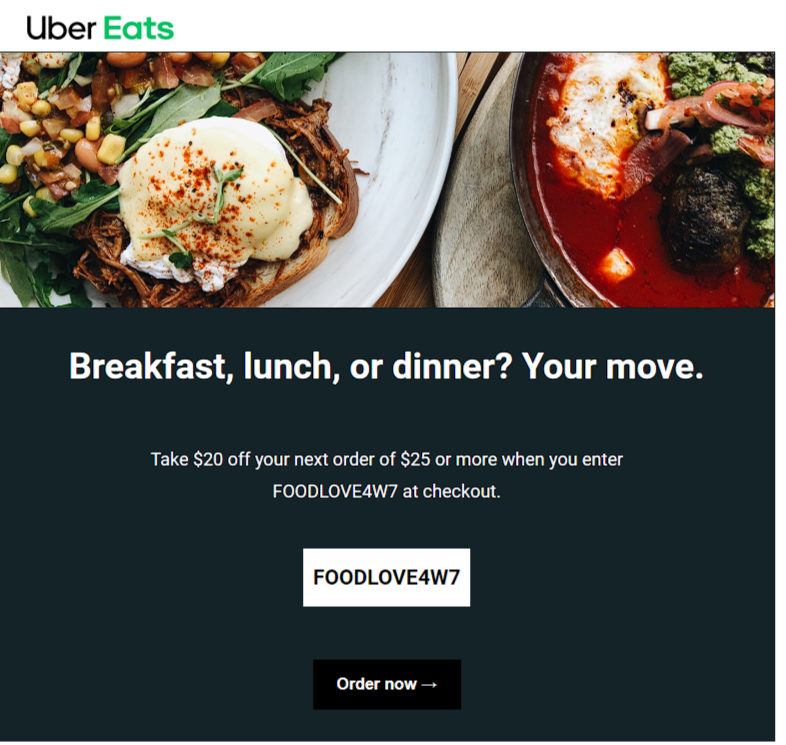 Uber Eats
Breakfast, lunch, or dinner? Your move.
Take $20 off your next order of $25 or more when you enter
FOODLOVE4W7 at checkout.
FOODLOVE4W7
Order now →